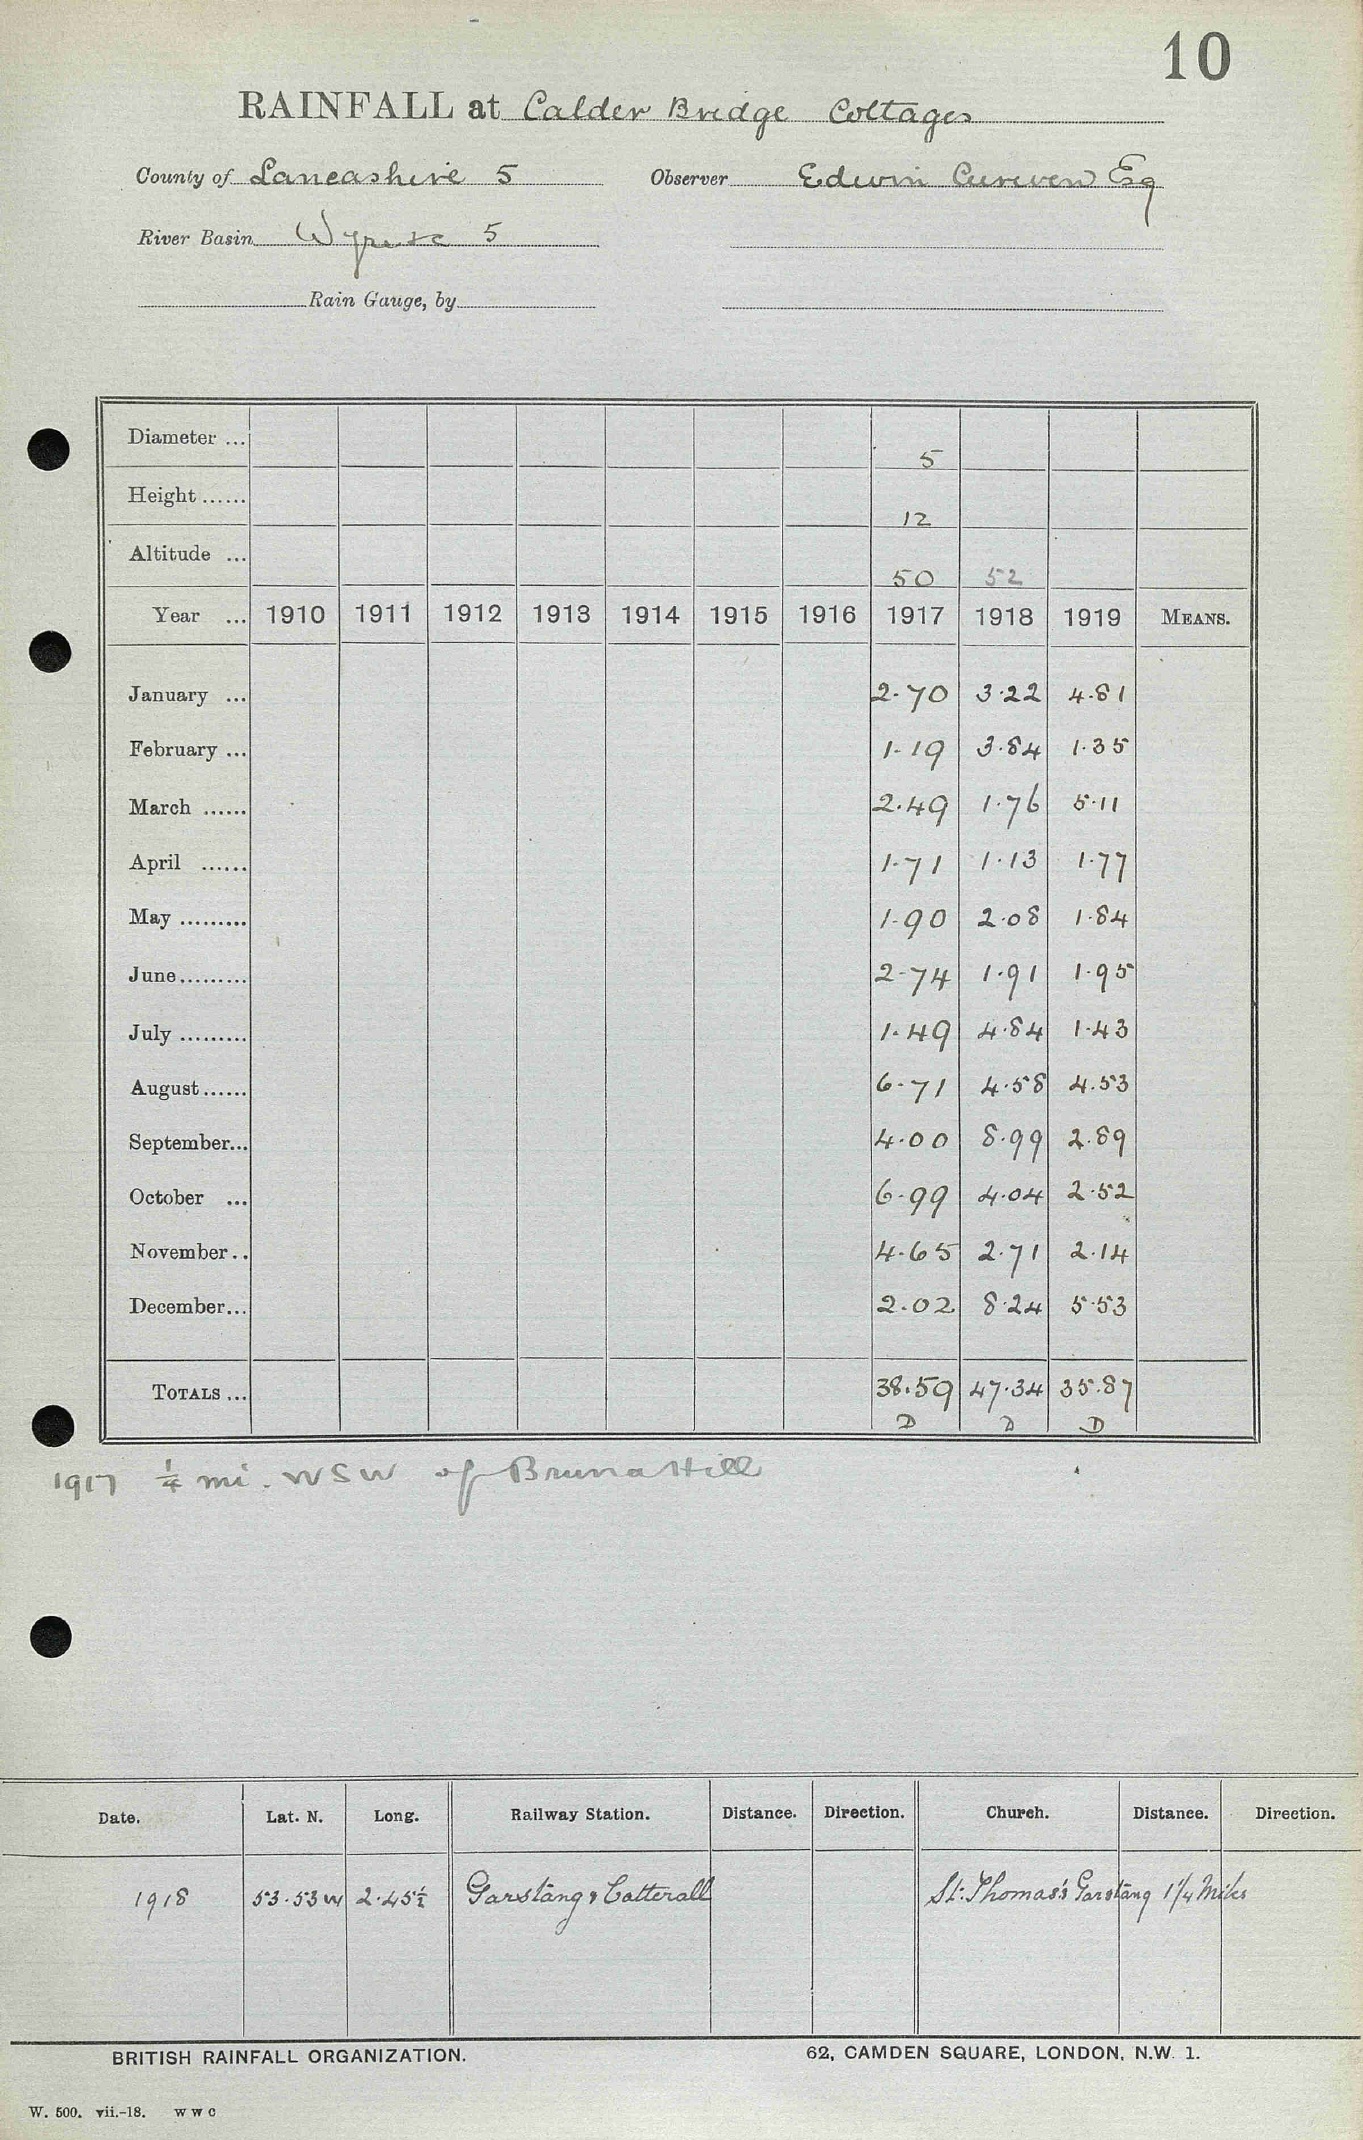 10
RAINFALL at Calder Bridge Cottages
County of Lancashire 5 Observer Edwin Curwen Esq
River Basin 5
Rain Gauge, by
Diameter ... 5
Height ...... 12
Altitude ... 50 52
Year ... 1910 1911 1912 1913 1914 1915 1916 1917 1918 1919 MEANS.
January ... 2.70 3.22 4.81
February ... 1.19 3.84 1.35
March ...... 2.49 1.76 5.11
April ...... 1.71 1.13 1.77
May ......... 1.90 2.08 1.84
June ......... 2.74 1.91 1.95
July ......... 1.49 4.84 1.43
August ...... 6.71 4.58 4.53
September... 4.00 8.99 2.89
October ... 6.99 4.04 2.52
November .. 4.65 2.71 2.14
December... 2.02 8.24 5.53
TOTALS ... 38.59 47.34 35.87
D D D
1917 ¼ mi. WSW of Bruna Hill
Date. Lat. N. Long. Railway Station. Distance. Direction. Church. Distance. Direction.
1918 53.53 W 2.45½ Garstang & Catterall St. Thomas's Garstang 1 1/4 Miles
BRITISH RAINFALL ORGANIZATION. 62, CAMDEN SQUARE, LONDON, N.W. 1.
W. 500. vii.-18. W W C